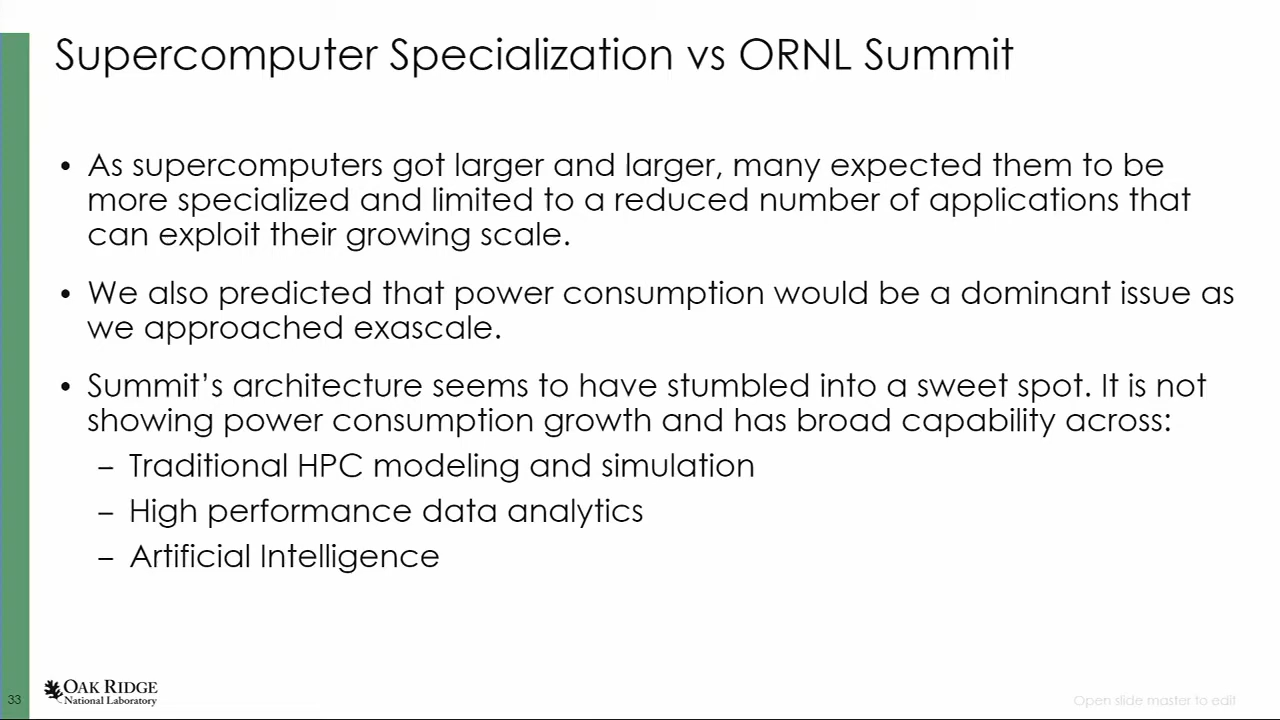 Supercomputer Specialization vs ORNL Summit
• As supercomputers got larger and larger, many expected them to be
more specialized and limited to a reduced number of applications that
can exploit their growing scale.
• We also predicted that power consumption would be a dominant issue as
we approached exascale.
• Summit’s architecture seems to have stumbled into a sweet spot. It is not
showing power consumption growth and has broad capability across:
– Traditional HPC modeling and simulation
– High performance data analytics
– Artificial Intelligence
33
OAK RIDGE
National Laboratory
Open slide master to edit